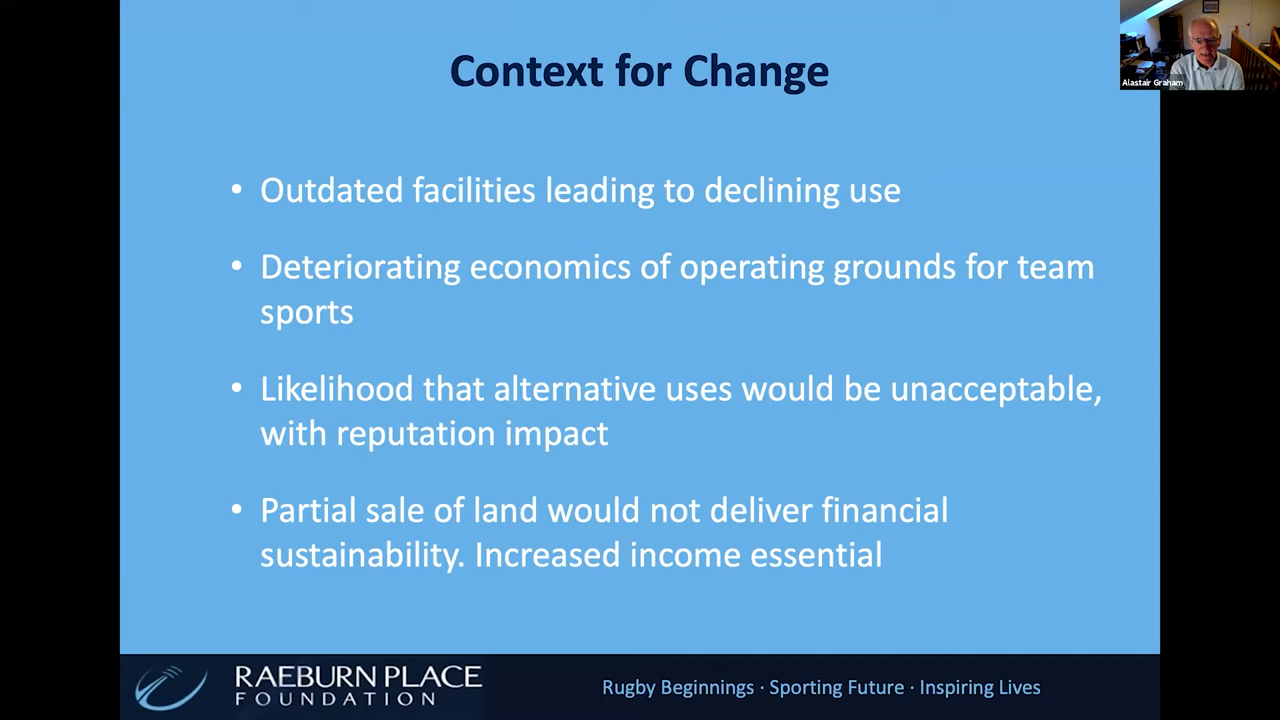 Context for Change
Alastair Graham
• Outdated facilities leading to declining use
• Deteriorating economics of operating grounds for team
sports
• Likelihood that alternative uses would be unacceptable,
with reputation impact
• Partial sale of land would not deliver financial
sustainability. Increased income essential
RAEBURN PLACE
FOUNDATION
Rugby Beginnings · Sporting Future · Inspiring Lives